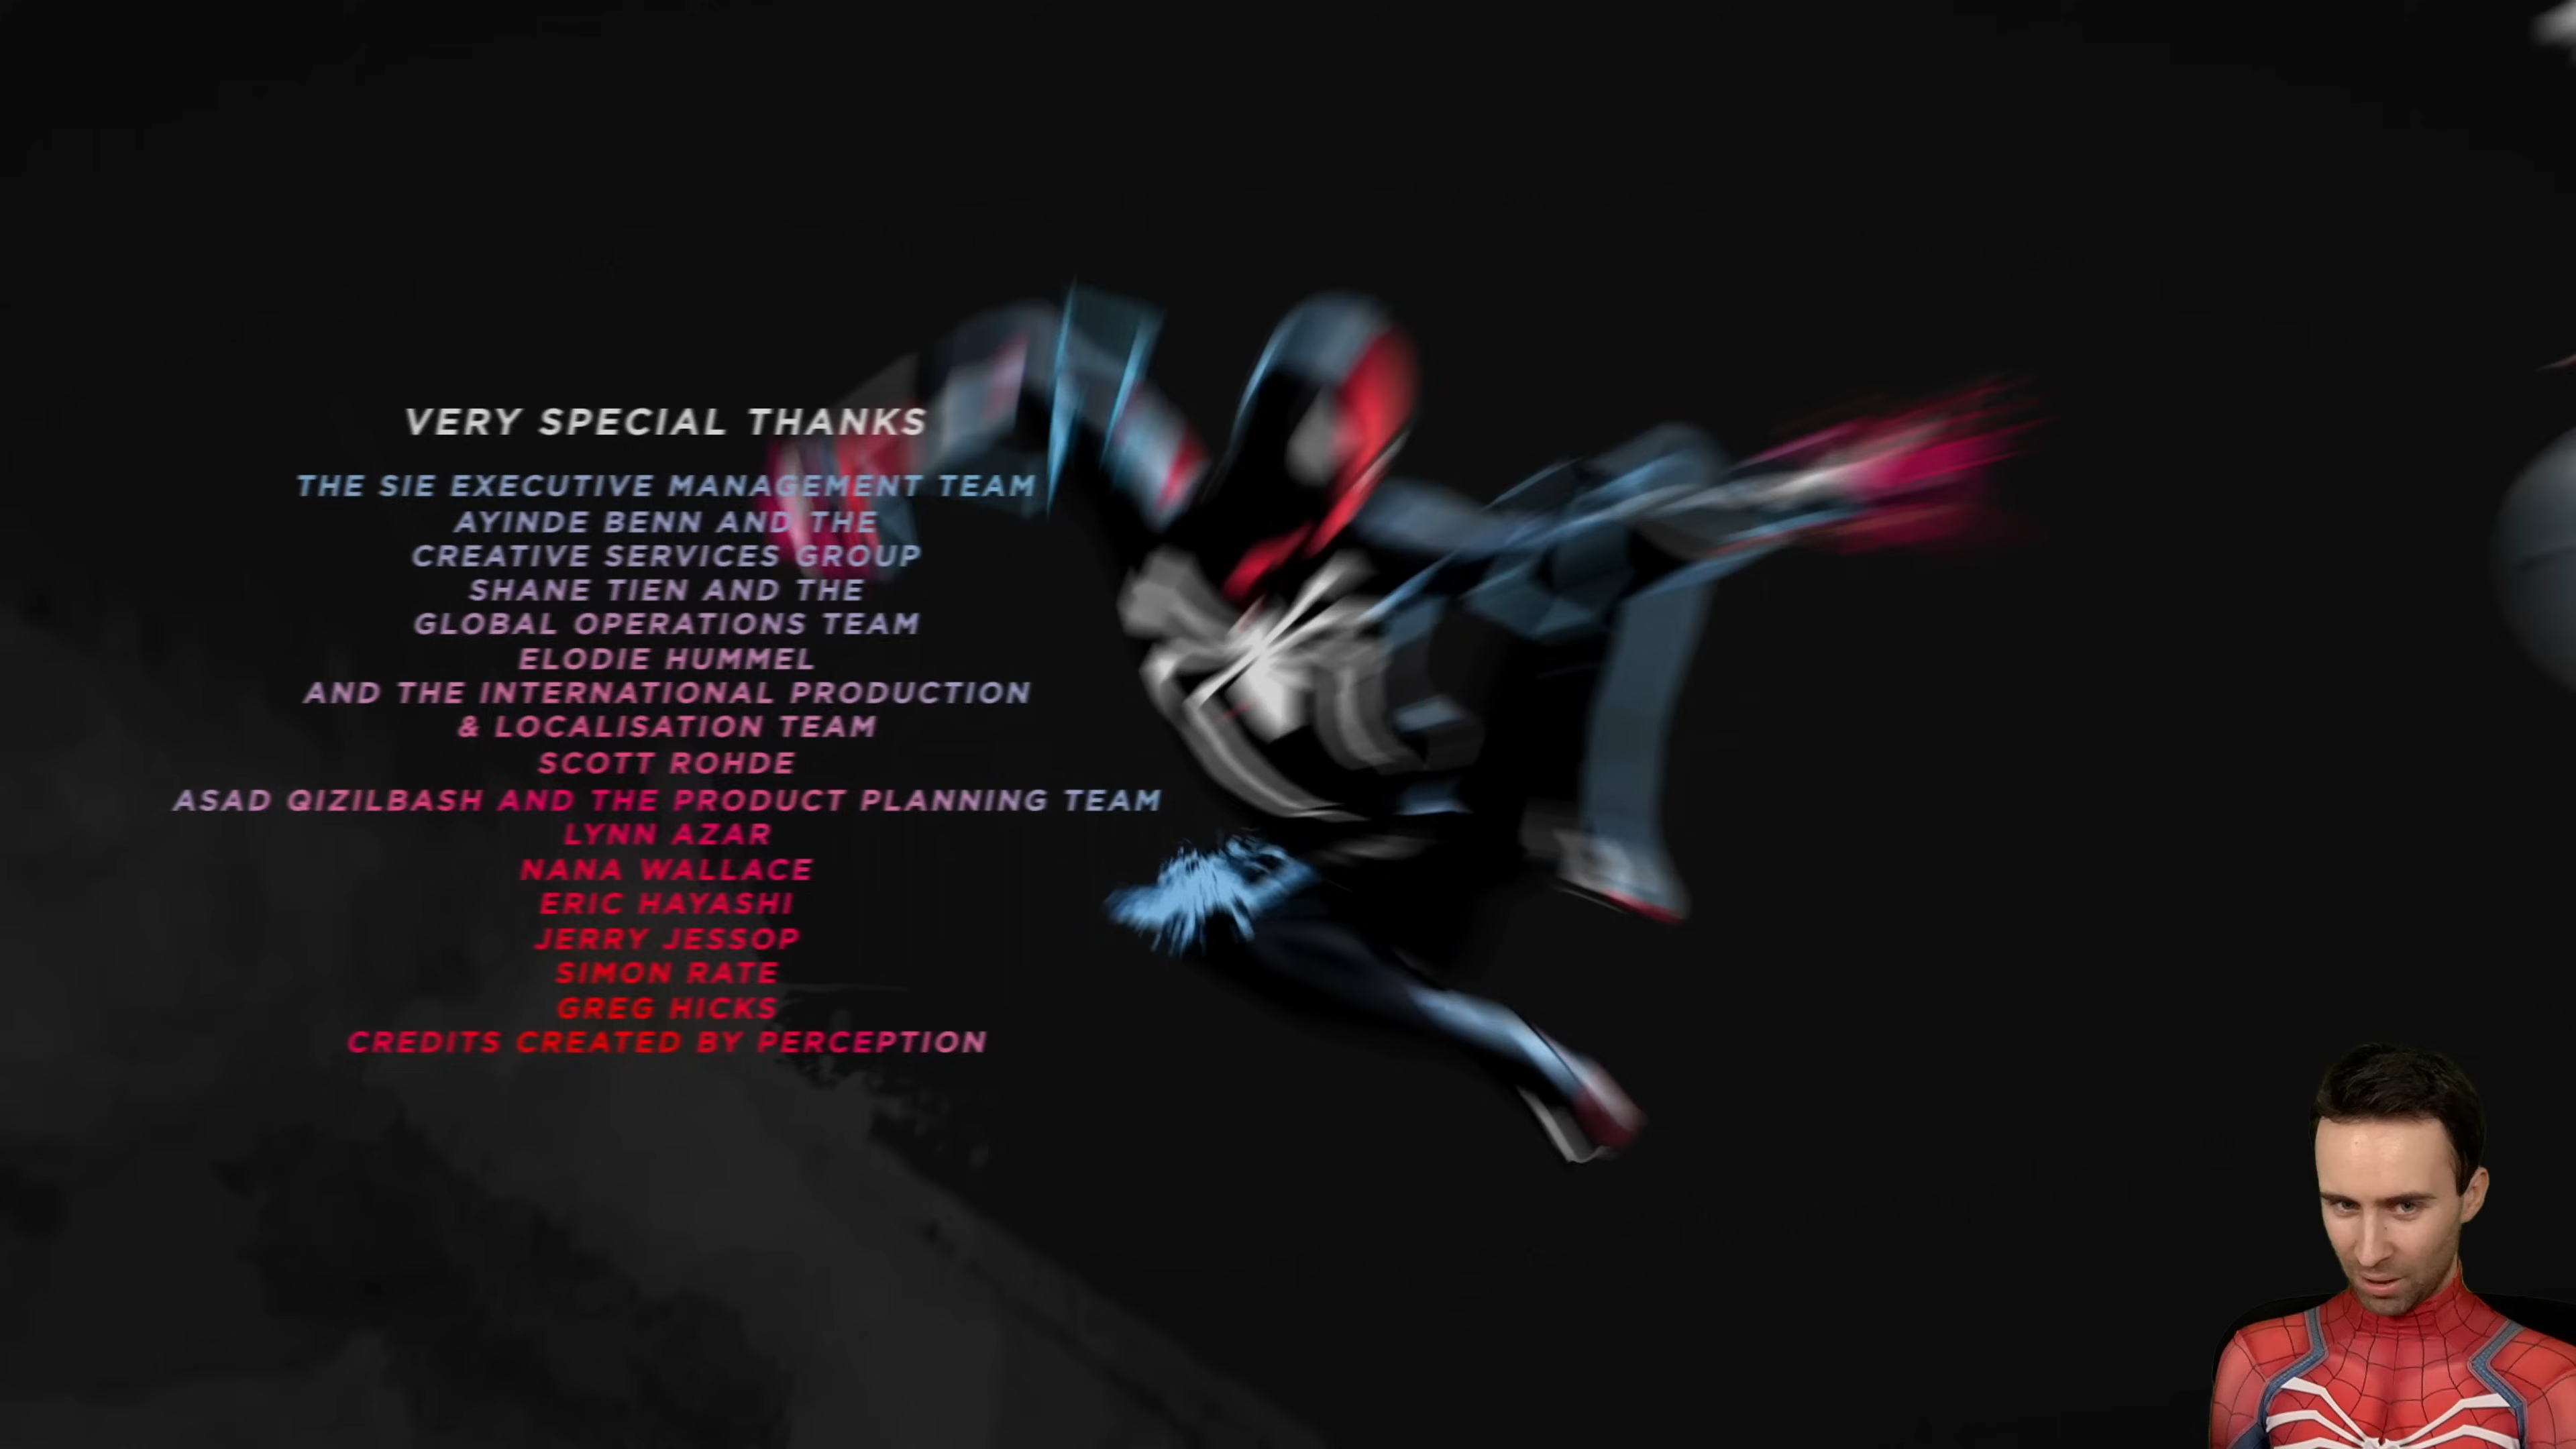 VERY SPECIAL THANKS
THE SIE EXECUTIVE MANAGEMENT TEAM
AYINDE BENN AND THE
CREATIVE SERVICES GROUP
SHANE TIEN AND THE
GLOBAL OPERATIONS TEAM
ELODIE HUMMEL
AND THE INTERNATIONAL PRODUCTION
& LOCALISATION TEAM
SCOTT ROHDE
ASAD QIZILBASH AND THE PRODUCT PLANNING TEAM
LYNN AZAR
NANA WALLACE
ERIC HAYASHI
JERRY JESSOP
SIMON RATE
GREG HICKS
CREDITS CREATED BY PERCEPTION